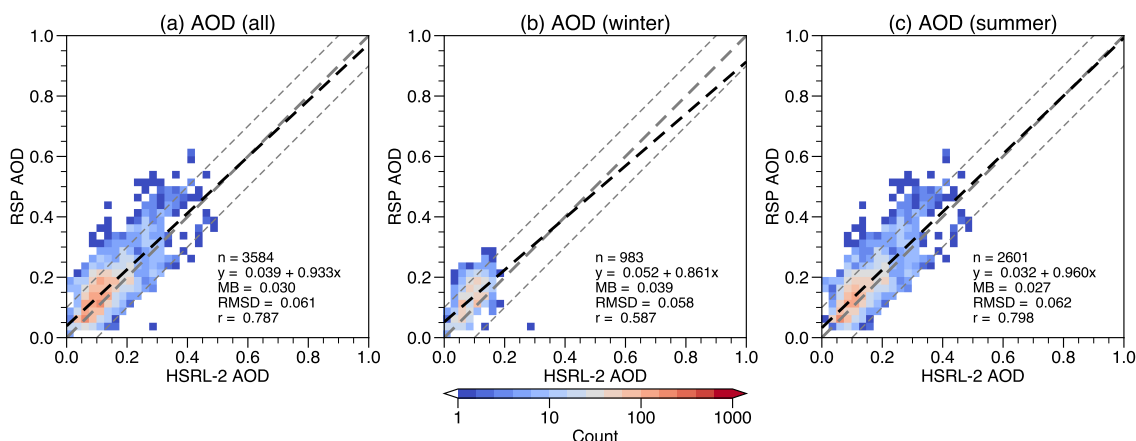 (a) AOD (all)
1.0
0.8
0.6
0.4
0.2
0.0
RSP AOD
n = 3584
y = 0.039 + 0.933x
MB = 0.030
RMSD = 0.061
r = 0.787
0.0 0.2 0.4 0.6 0.8 1.0
HSRL-2 AOD
(b) AOD (winter)
1.0
0.8
0.6
0.4
0.2
0.0
RSP AOD
n = 983
y = 0.052 + 0.861x
MB = 0.039
RMSD = 0.058
r = 0.587
0.0 0.2 0.4 0.6 0.8 1.0
HSRL-2 AOD
(c) AOD (summer)
1.0
0.8
0.6
0.4
0.2
0.0
RSP AOD
n = 2601
y = 0.032 + 0.960x
MB = 0.027
RMSD = 0.062
r = 0.798
0.0 0.2 0.4 0.6 0.8 1.0
HSRL-2 AOD
1 10 100 1000
Count